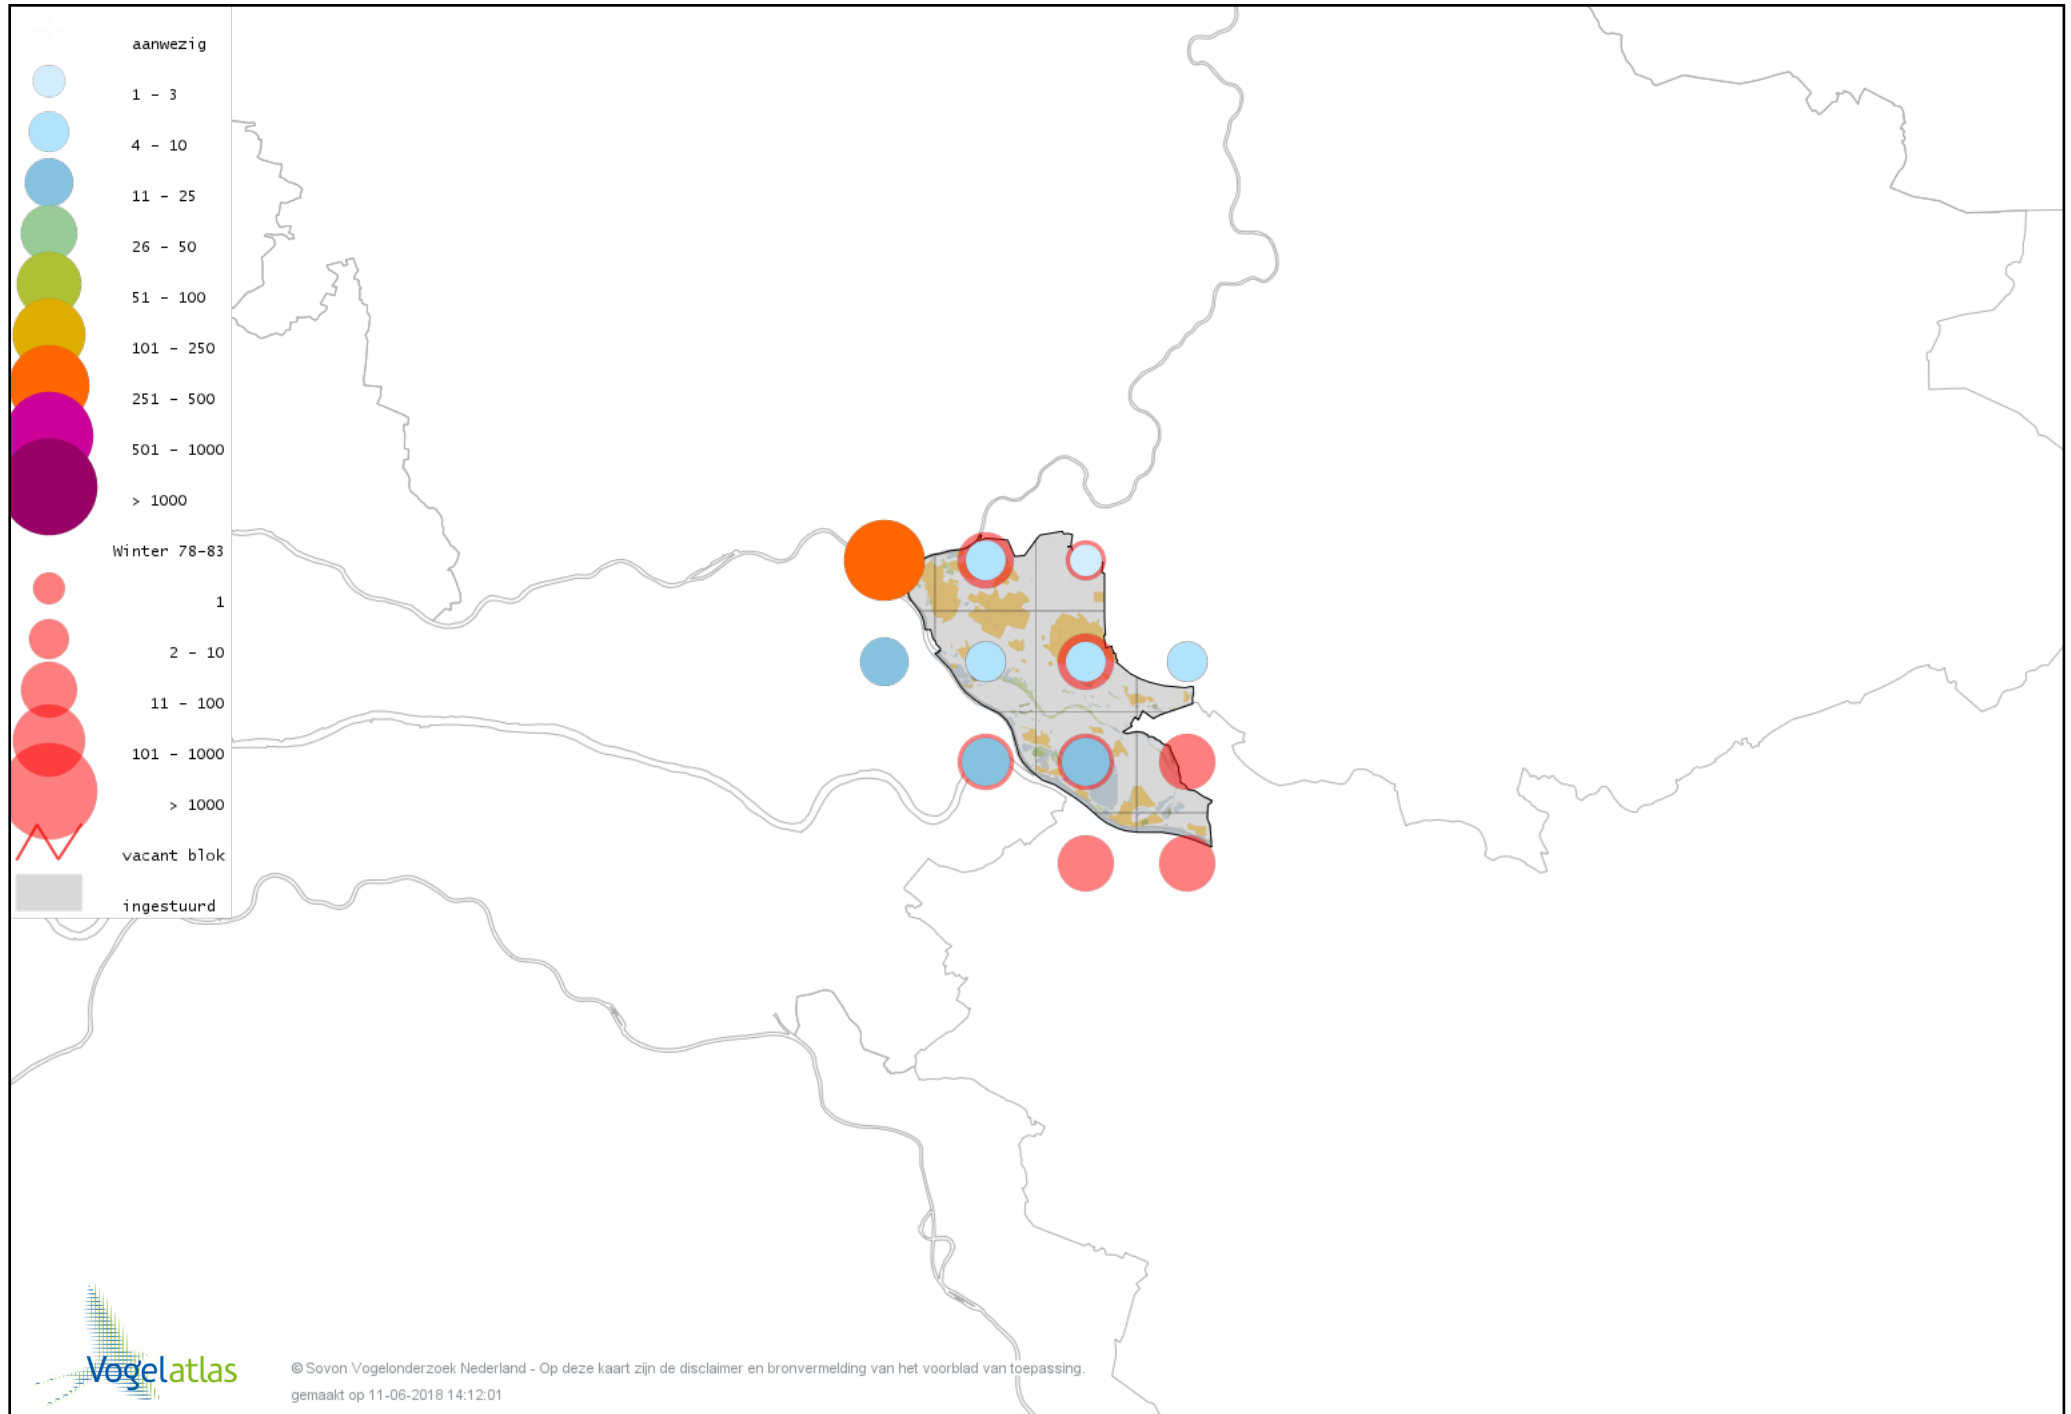 aanwezig
1 - 3
4 - 10
11 - 25
26 - 50
51 - 100
101 - 250
251 - 500
501 - 1000
> 1000
Winter 78-83
1
2 - 10
11 - 100
101 - 1000
> 1000
vacant blok
ingestuurd
Vogelatlas
© Sovon Vogelonderzoek Nederland - Op deze kaart zijn de disclaimer en bronvermelding van het voorblad van toepassing.
gemaakt op 11-06-2018 14:12:01